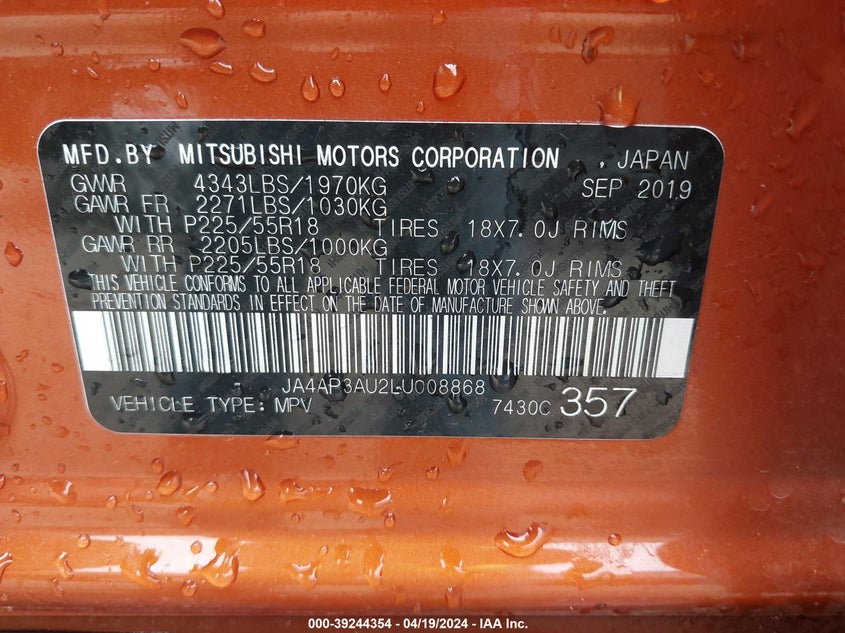 MFD.BY MITSUBISHI MOTORS CORPORATION , JAPAN
GVWR 4343LBS/1970KG SEP 2019
GAWR FR 2271LBS/1030KG
WITH P225/55R18 TIRES 18X7.0J RIMS
GAWR RR 2205LBS/1000KG
WITH P225/55R18 TIRES 18X7.0J RIMS
THIS VEHICLE CONFORMS TO ALL APPLICABLE FEDERAL MOTOR VEHICLE SAFETY AND THEFT
PREVENTION STANDARDS IN EFFECT ON THE DATE OF MANUFACTURE SHOWN ABOVE.
JA4AP3AU2LU008868
VEHICLE TYPE: MPV 7430C 357
000-39244354 - 04/19/2024 - IAA Inc.